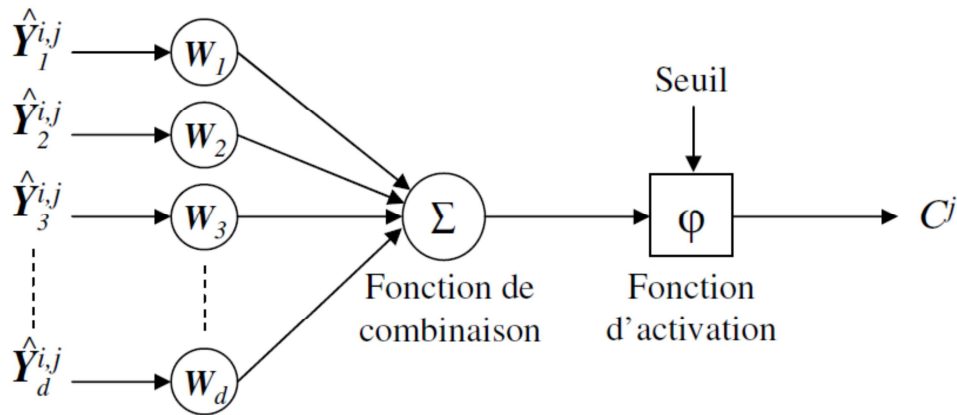 Ŷ₁^{i,j}
W₁
Ŷ₂^{i,j}
W₂
Ŷ₃^{i,j}
W₃
Ŷ_d^{i,j}
W_d
Σ
Fonction de
combinaison
Seuil
φ
Fonction
d'activation
C^j